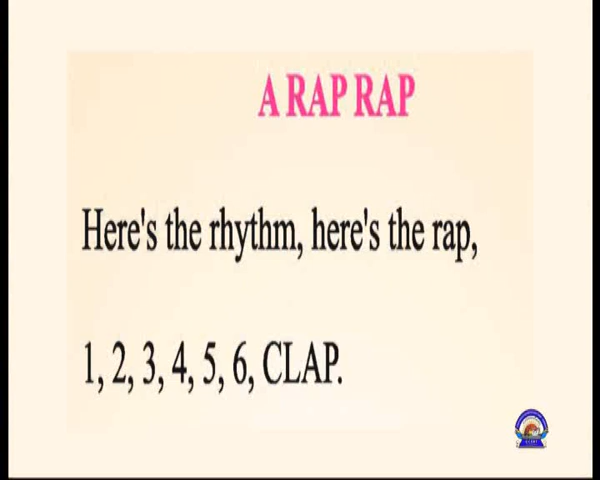 A RAP RAP
Here's the rhythm, here's the rap,
1, 2, 3, 4, 5, 6, CLAP.